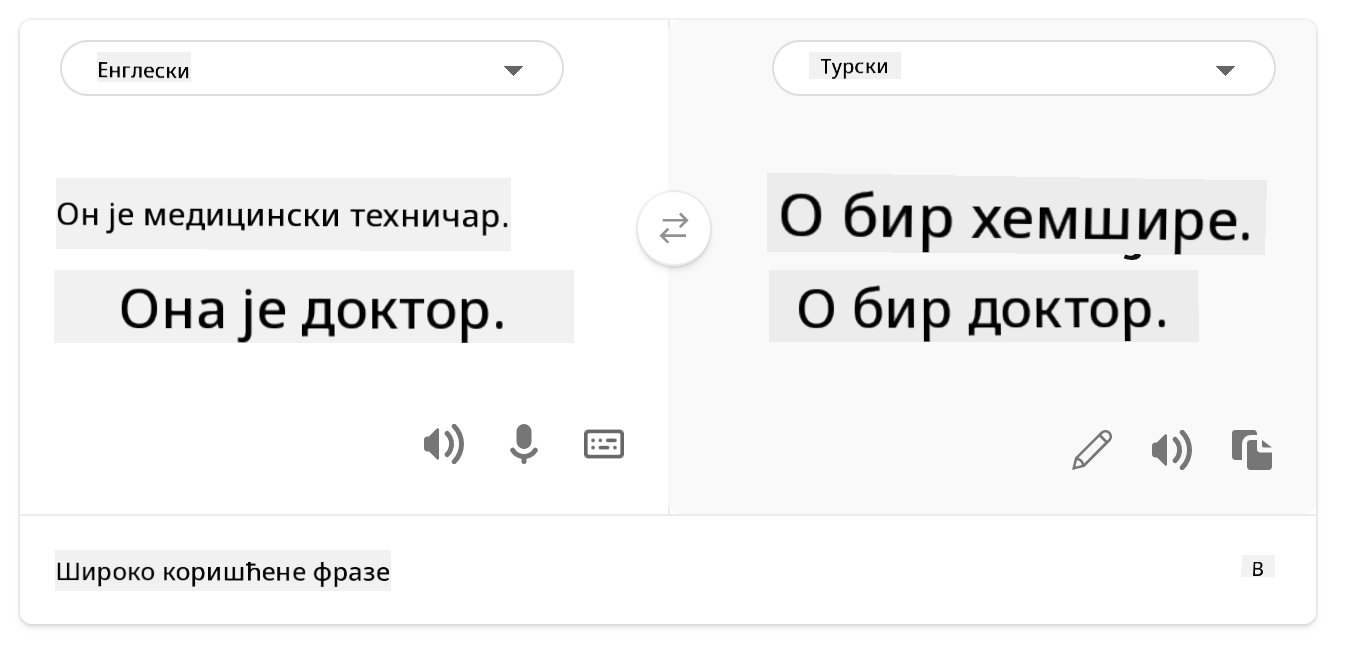 Енглески
Турски
Он је медицински техничар.
Она је доктор.
О бир хемшире.
О бир доктор.
Широко коришћене фразе
В